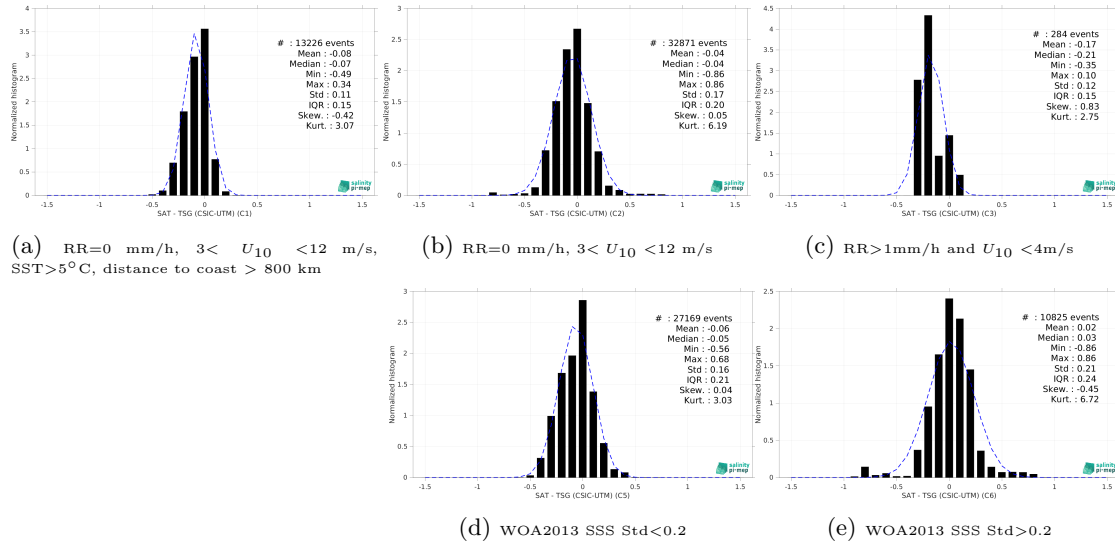 Normalized histogram
4
3.5
3
2.5
2
1.5
1
0.5
0
-1.5
-1
-0.5
0
0.5
1
1.5
# : 13226 events
Mean : -0.08
Median : -0.07
Min : -0.49
Max : 0.34
Std : 0.11
IQR : 0.15
Skew. : -0.42
Kurt. : 3.07
salinity
pi-mep
SAT - TSG (CSIC-UTM) (C1)
(a) RR=0 mm/h, 3< U10 <12 m/s,
SST>5°C, distance to coast > 800 km
Normalized histogram
3
2.5
2
1.5
1
0.5
0
-1.5
-1
-0.5
0
0.5
1
1.5
# : 32871 events
Mean : -0.04
Median : -0.04
Min : -0.86
Max : 0.86
Std : 0.17
IQR : 0.20
Skew. : 0.05
Kurt. : 6.19
salinity
pi-mep
SAT - TSG (CSIC-UTM) (C2)
(b) RR=0 mm/h, 3< U10 <12 m/s
Normalized histogram
4.5
4
3.5
3
2.5
2
1.5
1
0.5
0
-1.5
-1
-0.5
0
0.5
1
1.5
# : 284 events
Mean : -0.17
Median : -0.21
Min : -0.35
Max : 0.10
Std : 0.12
IQR : 0.15
Skew. : 0.83
Kurt. : 2.75
salinity
pi-mep
SAT - TSG (CSIC-UTM) (C3)
(c) RR>1mm/h and U10 <4m/s
Normalized histogram
3
2.5
2
1.5
1
0.5
0
-1.5
-1
-0.5
0
0.5
1
1.5
# : 27169 events
Mean : -0.06
Median : -0.05
Min : -0.56
Max : 0.68
Std : 0.16
IQR : 0.21
Skew. : 0.04
Kurt. : 3.03
salinity
pi-mep
SAT - TSG (CSIC-UTM) (C5)
(d) WOA2013 SSS Std<0.2
Normalized histogram
2.5
2
1.5
1
0.5
0
-1.5
-1
-0.5
0
0.5
1
1.5
# : 10825 events
Mean : 0.02
Median : 0.03
Min : -0.86
Max : 0.86
Std : 0.21
IQR : 0.24
Skew. : -0.45
Kurt. : 6.72
salinity
pi-mep
SAT - TSG (CSIC-UTM) (C6)
(e) WOA2013 SSS Std>0.2